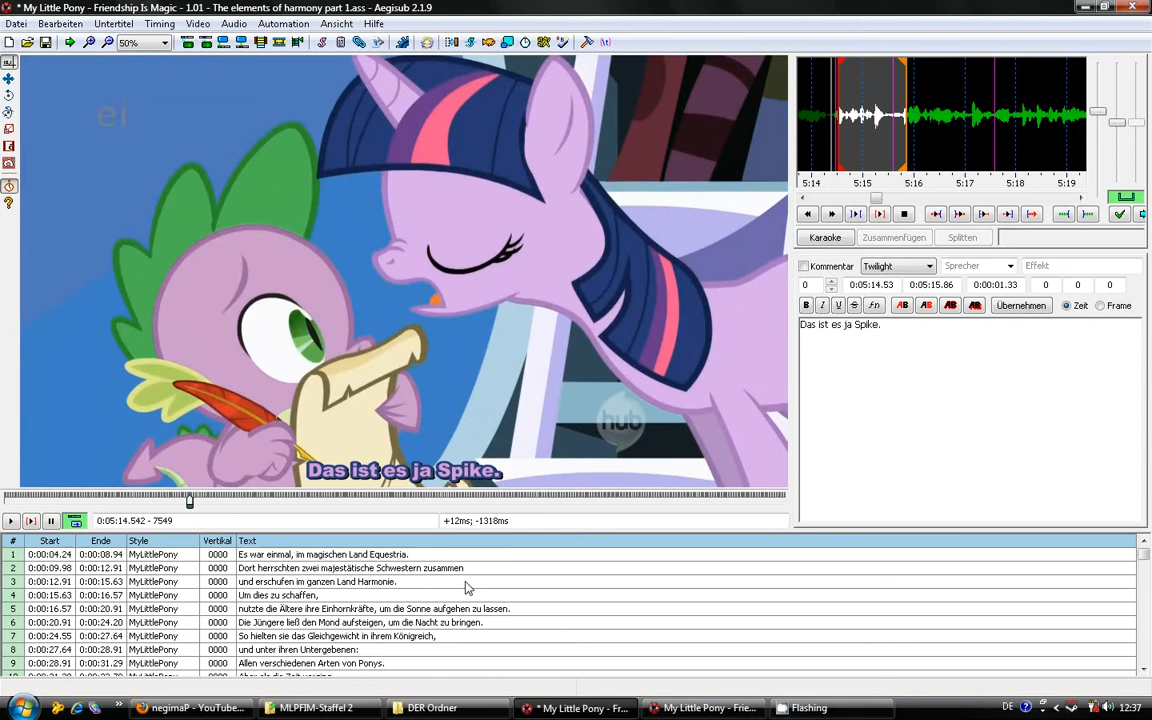 * My Little Pony - Friendship Is Magic - 1.01 - The elements of harmony part 1.ass - Aegisub 2.1.9
Datei Bearbeiten Untertitel Timing Video Audio Automation Ansicht Hilfe
50%
ei
hub
Das ist es ja Spike.
5:14 5:15 5:16 5:17 5:18 5:19
Karaoke Zusammenfügen Splitten
Kommentar Twilight Sprecher Effekt
0 0:05:14.53 0:05:15.86 0:00:01.33 0 0 0
B I U S fn AB AB AB AB Übernehmen Zeit Frame
Das ist es ja Spike.
0:05:14.542 - 7549 +12ms; -1318ms
# Start Ende Style Vertikal Text
1 0:00:04.24 0:00:08.94 MyLittlePony 0000 Es war einmal, im magischen Land Equestria.
2 0:00:09.98 0:00:12.91 MyLittlePony 0000 Dort herrschten zwei majestätische Schwestern zusammen
3 0:00:12.91 0:00:15.63 MyLittlePony 0000 und erschufen im ganzen Land Harmonie.
4 0:00:15.63 0:00:16.57 MyLittlePony 0000 Um dies zu schaffen,
5 0:00:16.57 0:00:20.91 MyLittlePony 0000 nutzte die Ältere ihre Einhornkräfte, um die Sonne aufgehen zu lassen.
6 0:00:20.91 0:00:24.20 MyLittlePony 0000 Die Jüngere ließ den Mond aufsteigen, um die Nacht zu bringen.
7 0:00:24.55 0:00:27.64 MyLittlePony 0000 So hielten sie das Gleichgewicht in ihrem Königreich,
8 0:00:27.64 0:00:28.91 MyLittlePony 0000 und unter ihren Untergebenen:
9 0:00:28.91 0:00:31.29 MyLittlePony 0000 Allen verschiedenen Arten von Ponys.
negimaP - YouTube... MLPFIM-Staffel 2 DER Ordner * My Little Pony - Fr... My Little Pony - Frie... Flashing DE 12:37